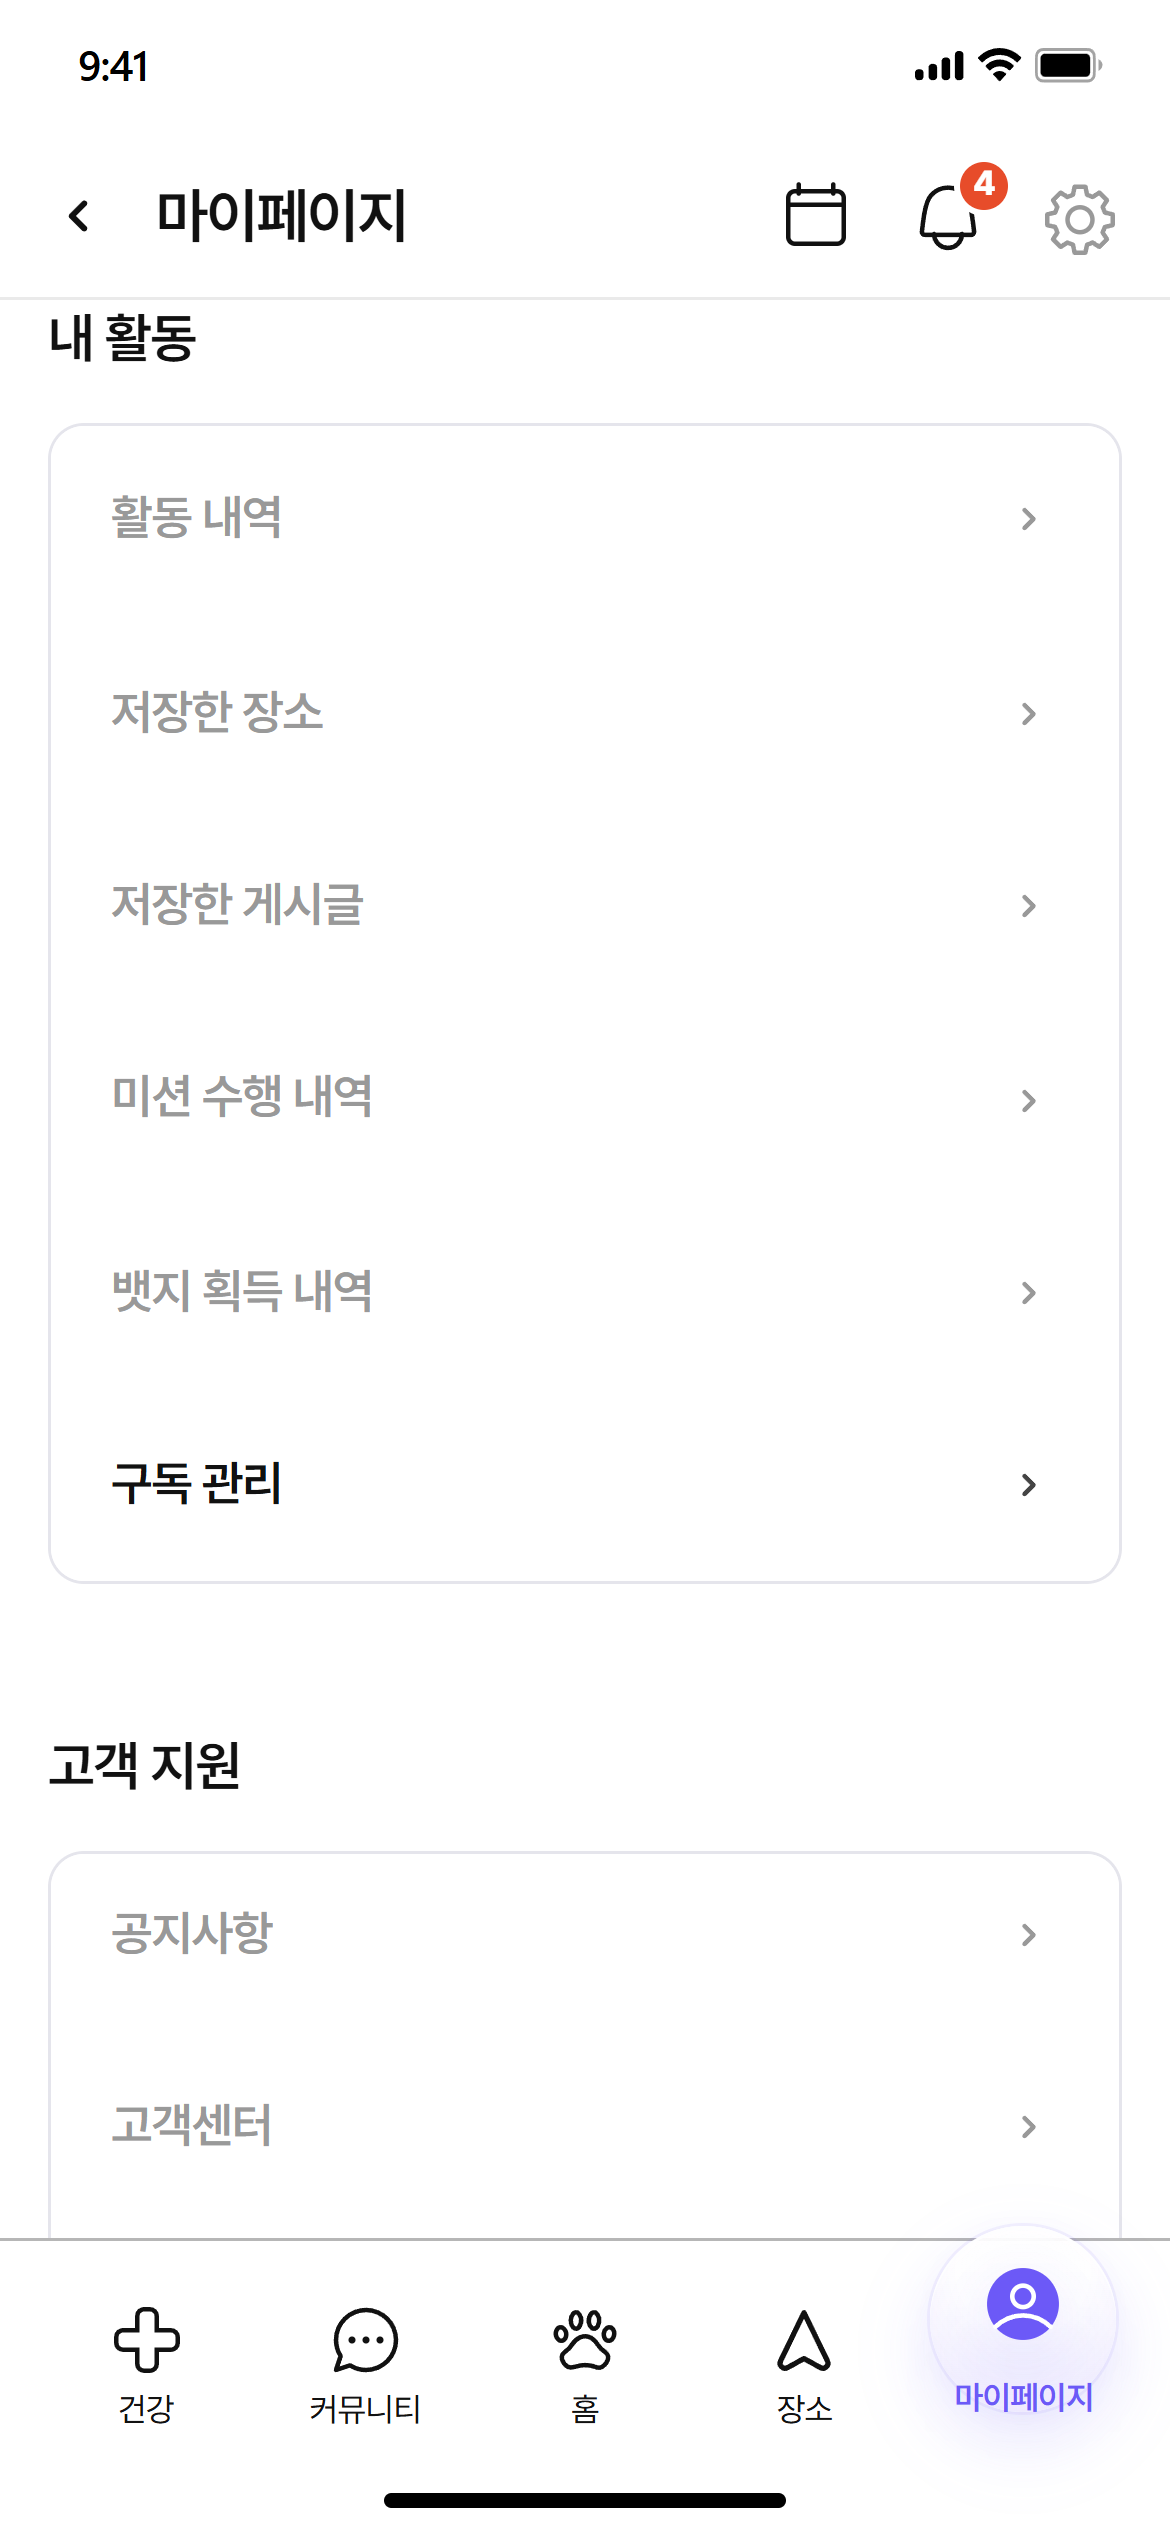 9:41
마이페이지
4
내 활동
활동 내역
저장한 장소
저장한 게시글
미션 수행 내역
뱃지 획득 내역
구독 관리
고객 지원
공지사항
고객센터
건강
커뮤니티
홈
장소
마이페이지